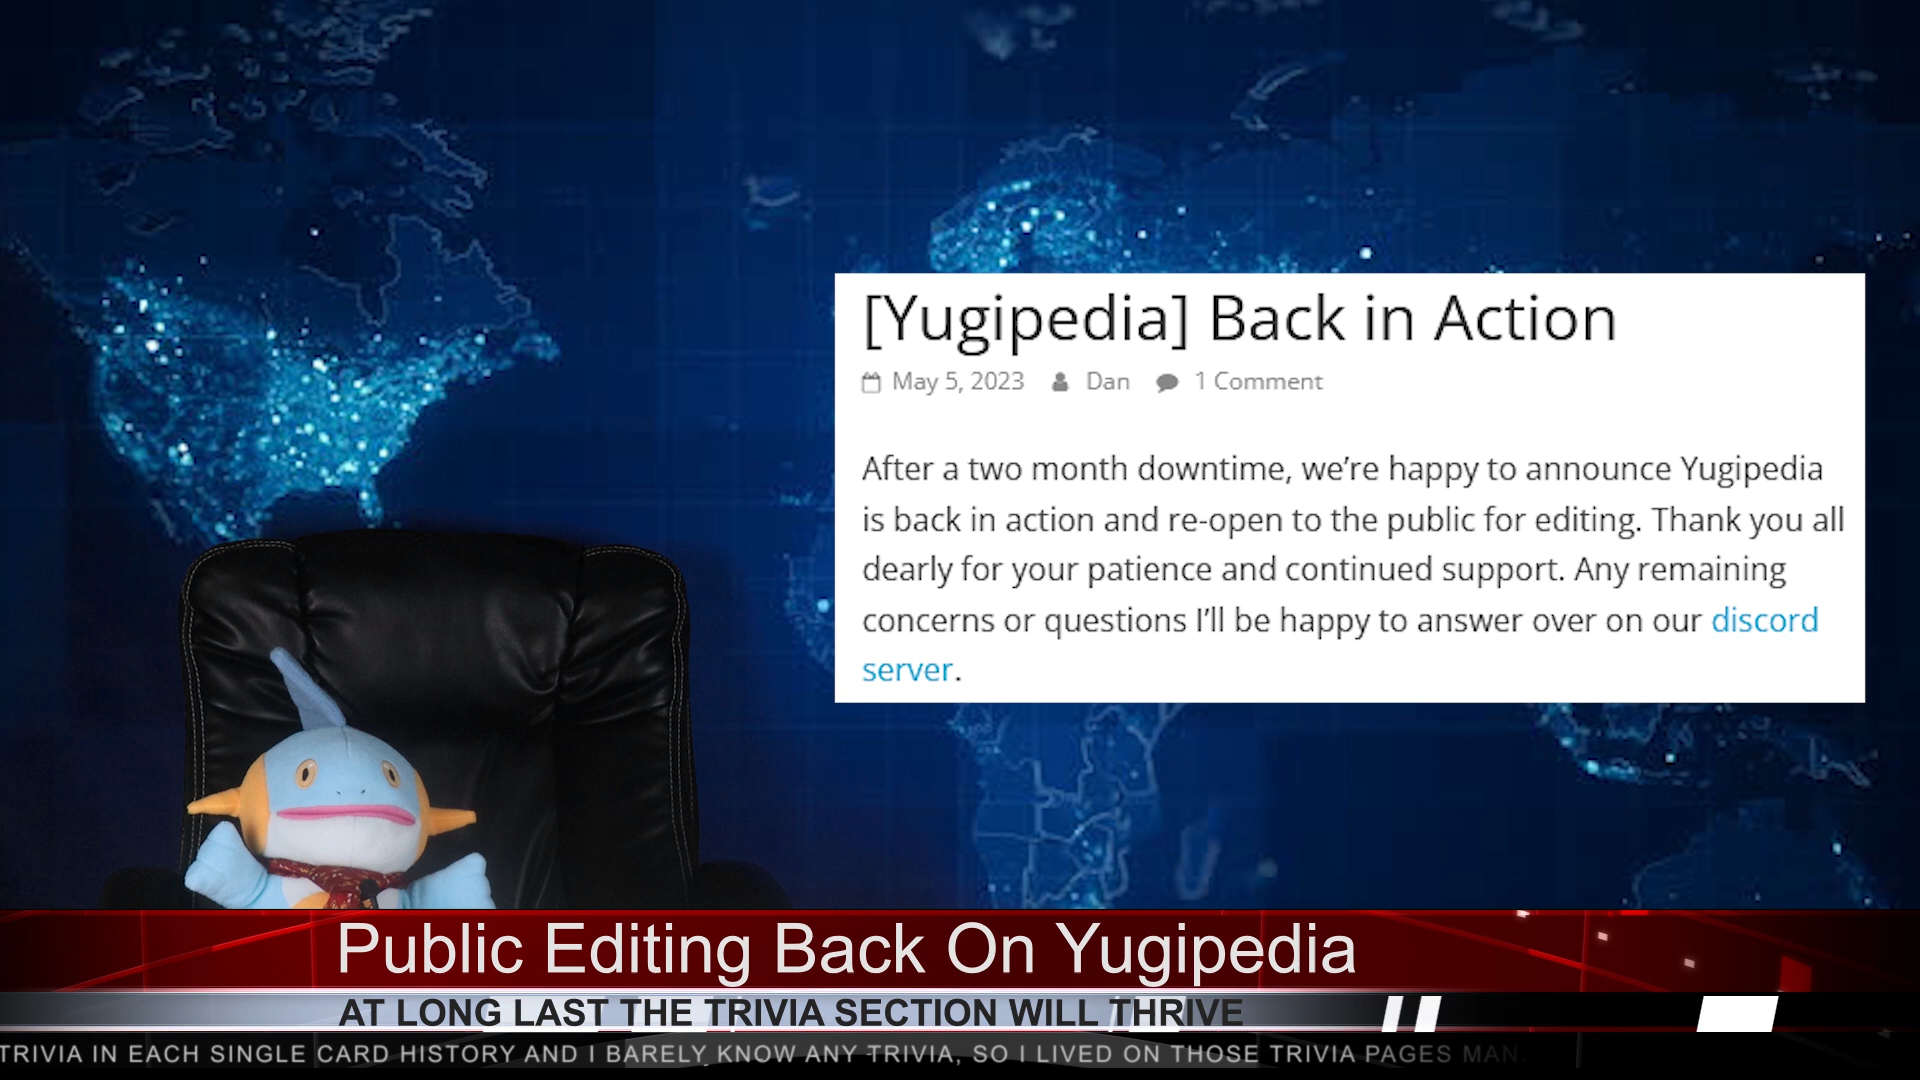 [Yugipedia] Back in Action
May 5, 2023 Dan 1 Comment
After a two month downtime, we're happy to announce Yugipedia
is back in action and re-open to the public for editing. Thank you all
dearly for your patience and continued support. Any remaining
concerns or questions I'll be happy to answer over on our discord
server.
Public Editing Back On Yugipedia
AT LONG LAST THE TRIVIA SECTION WILL THRIVE
TRIVIA IN EACH SINGLE CARD HISTORY AND I BARELY KNOW ANY TRIVIA, SO I LIVED ON THOSE TRIVIA PAGES MAN.